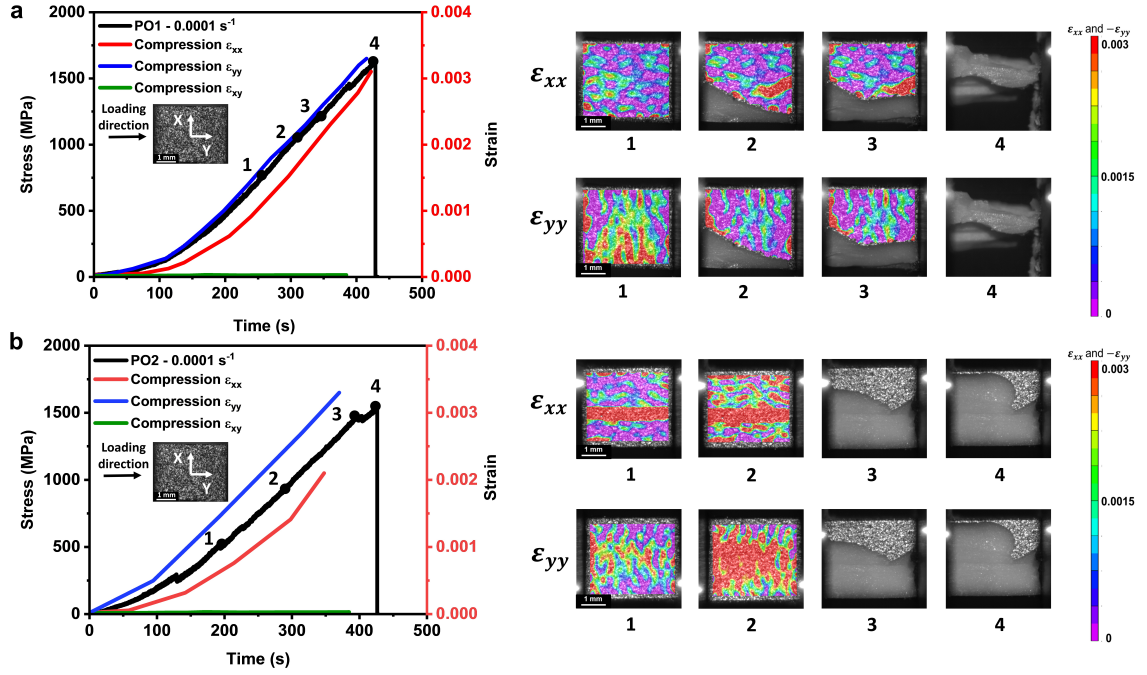 a
2000
1500
1000
500
0
Stress (MPa)
0.004
0.003
0.002
0.001
0.000
Strain
PO1 - 0.0001 s⁻¹
Compression εxx
Compression εyy
Compression εxy
Loading
direction
X
Y
1 mm
1
2
3
4
0 100 200 300 400 500
Time (s)
εxx
1 mm
1 2 3 4
εyy
1 mm
1 2 3 4
εxx and −εyy
0.003
0.0015
0
b
2000
1500
1000
500
0
Stress (MPa)
0.004
0.003
0.002
0.001
0.000
Strain
PO2 - 0.0001 s⁻¹
Compression εxx
Compression εyy
Compression εxy
Loading
direction
X
Y
1 mm
1
2
3
4
0 100 200 300 400 500
Time (s)
εxx
1 mm
1 2 3 4
εyy
1 mm
1 2 3 4
εxx and −εyy
0.003
0.0015
0